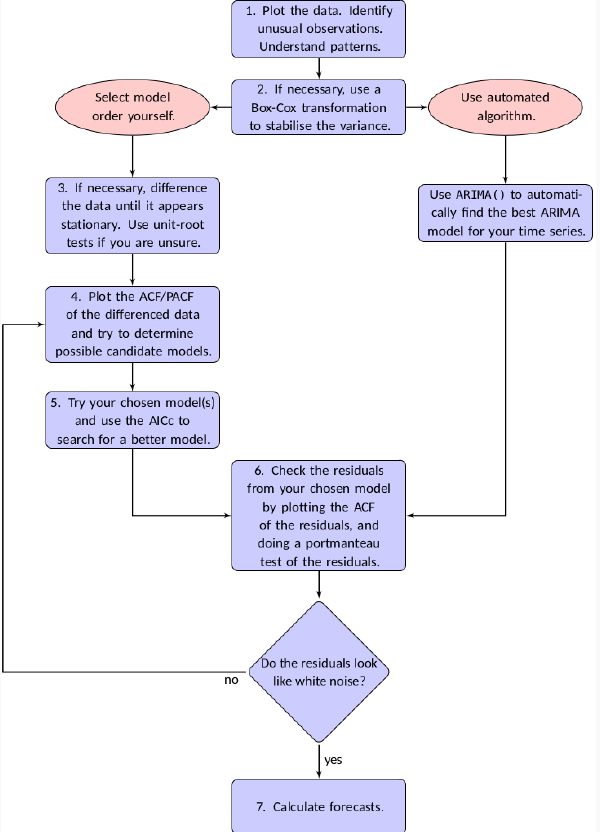 1. Plot the data. Identify
unusual observations.
Understand patterns.
Select model
order yourself.
2. If necessary, use a
Box-Cox transformation
to stabilise the variance.
Use automated
algorithm.
3. If necessary, difference
the data until it appears
stationary. Use unit-root
tests if you are unsure.
Use ARIMA() to automati-
cally find the best ARIMA
model for your time series.
4. Plot the ACF/PACF
of the differenced data
and try to determine
possible candidate models.
5. Try your chosen model(s)
and use the AICc to
search for a better model.
6. Check the residuals
from your chosen model
by plotting the ACF
of the residuals, and
doing a portmanteau
test of the residuals.
Do the residuals look
like white noise?
no
yes
7. Calculate forecasts.